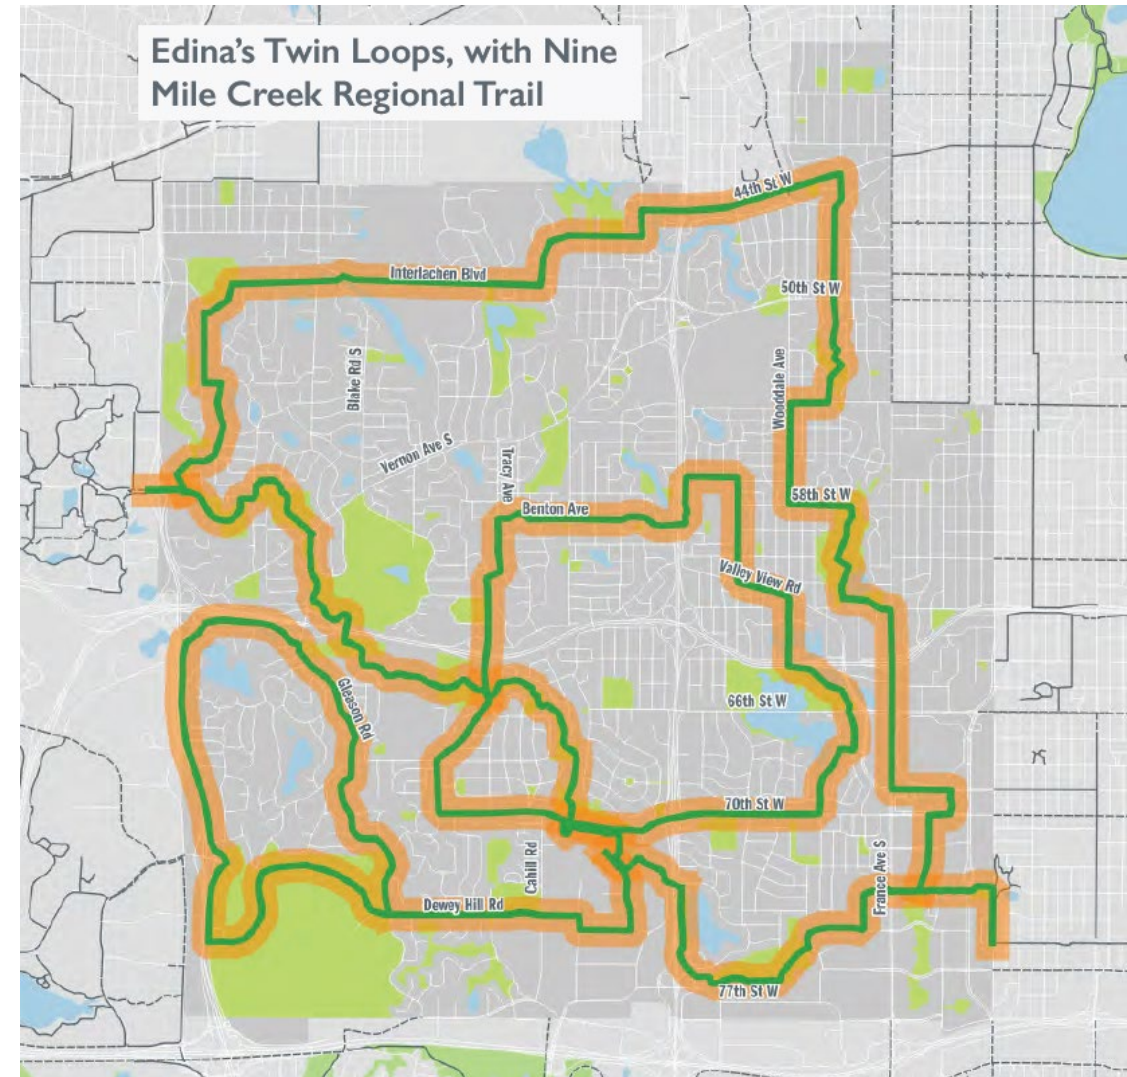 Edina's Twin Loops, with Nine
Mile Creek Regional Trail
44th St W
Interlachen Blvd
50th St W
Blake Rd S
Wooddale Ave
Vernon Ave S
Tracy Ave
58th St W
Benton Ave
Valley View Rd
Gleason Rd
66th St W
70th St W
Cahill Rd
France Ave S
Dewey Hill Rd
77th St W